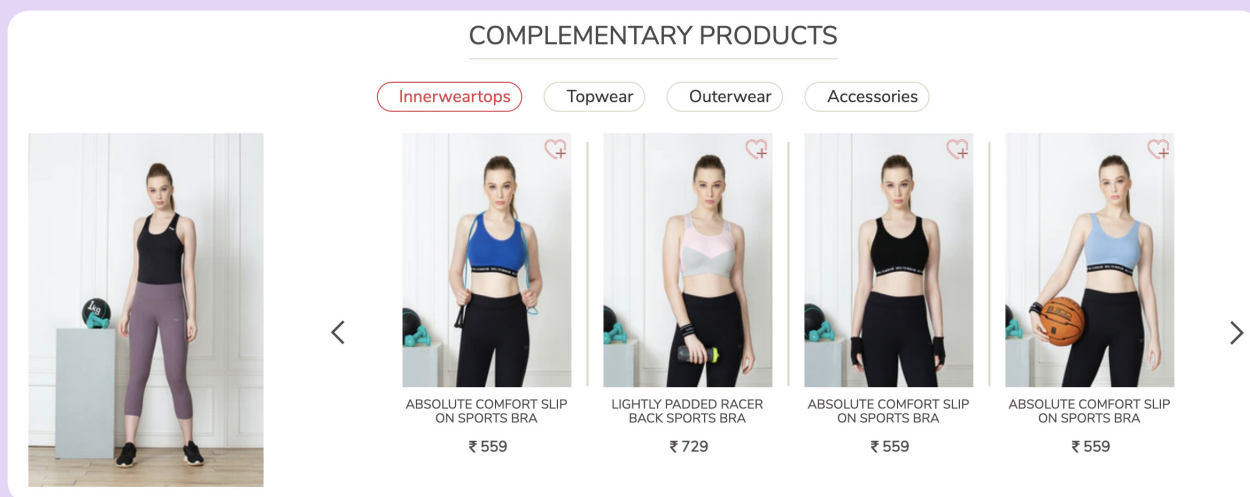 COMPLEMENTARY PRODUCTS
Innerweartops
Topwear
Outerwear
Accessories
1kg
ABSOLUTE COMFORT SLIP
ON SPORTS BRA
₹ 559
LIGHTLY PADDED RACER
BACK SPORTS BRA
₹ 729
ABSOLUTE COMFORT SLIP
ON SPORTS BRA
₹ 559
ABSOLUTE COMFORT SLIP
ON SPORTS BRA
₹ 559